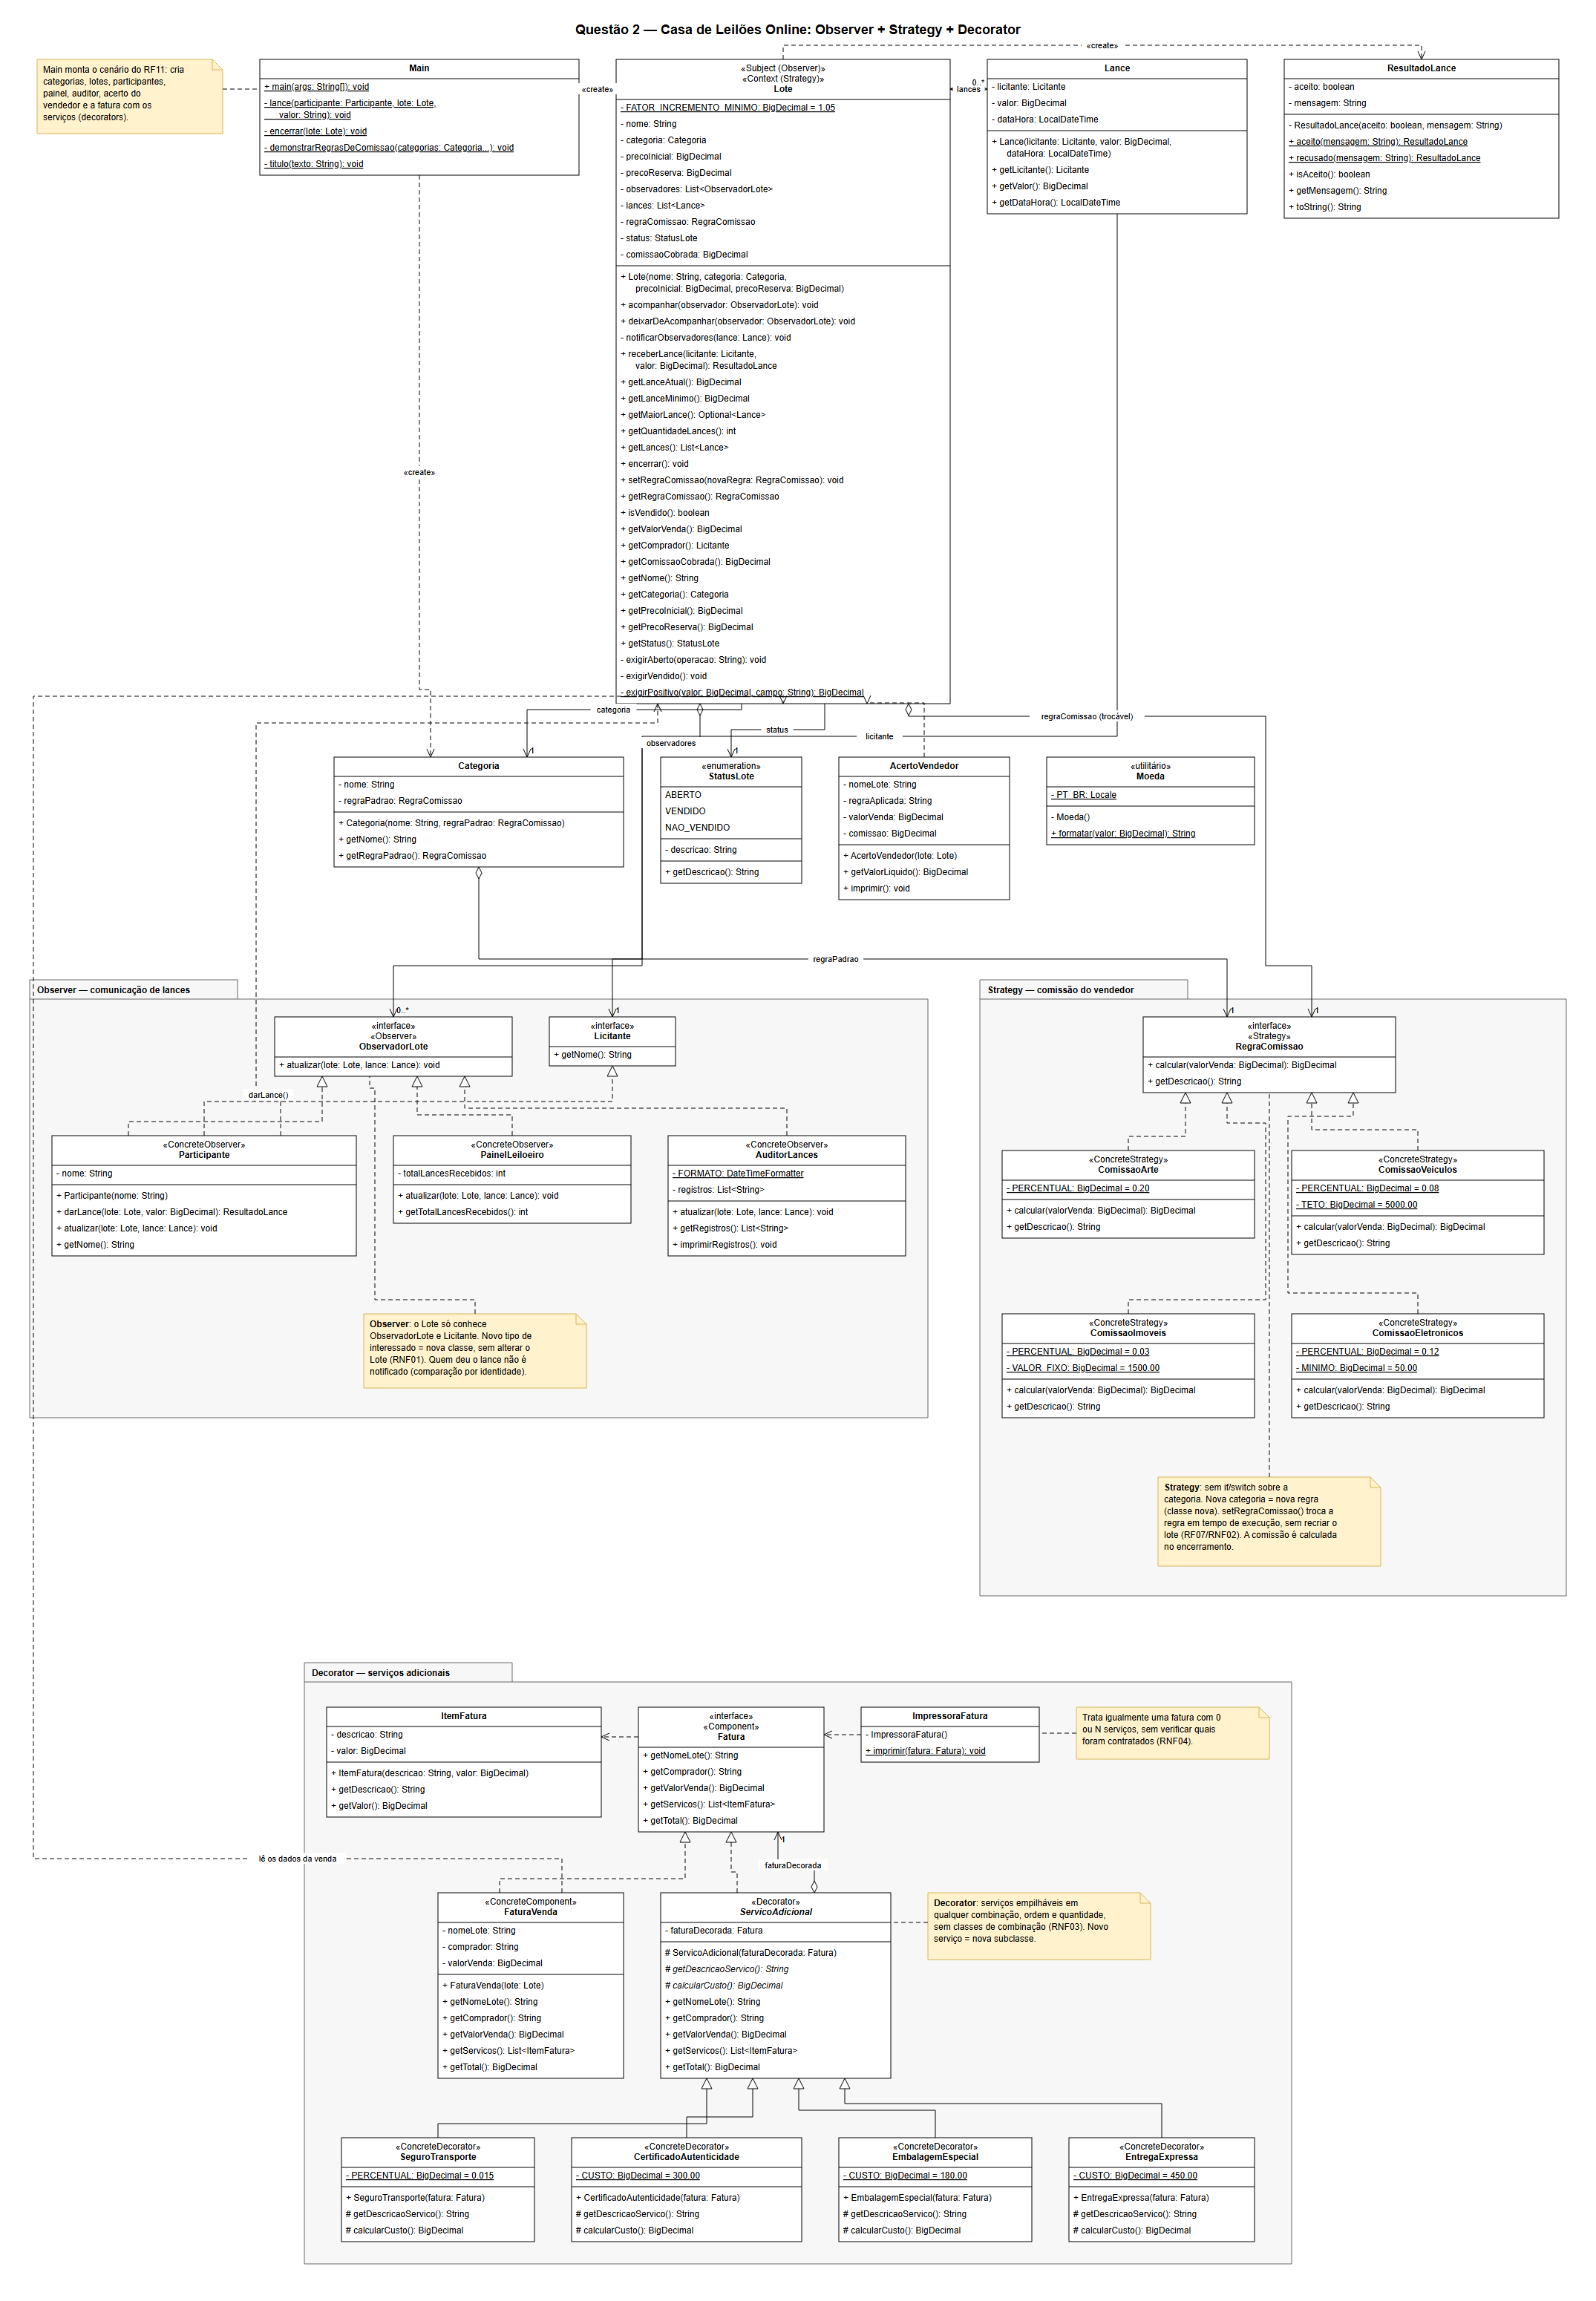 Questão 2 — Casa de Leilões Online: Observer + Strategy + Decorator
Main monta o cenário do RF11: cria
categorias, lotes, participantes,
painel, auditor, acerto do
vendedor e a fatura com os
serviços (decorators).
Main
+ main(args: String[]): void
- lance(participante: Participante, lote: Lote,
valor: String): void
- encerrar(lote: Lote): void
- demonstrarRegrasDeComissao(categorias: Categoria...): void
- titulo(texto: String): void
«create»
«Subject (Observer)»
«Context (Strategy)»
Lote
- FATOR_INCREMENTO_MINIMO: BigDecimal = 1.05
- nome: String
- categoria: Categoria
- precoInicial: BigDecimal
- precoReserva: BigDecimal
- observadores: List<ObservadorLote>
- lances: List<Lance>
- regraComissao: RegraComissao
- status: StatusLote
- comissaoCobrada: BigDecimal
+ Lote(nome: String, categoria: Categoria,
precoInicial: BigDecimal, precoReserva: BigDecimal)
+ acompanhar(observador: ObservadorLote): void
+ deixarDeAcompanhar(observador: ObservadorLote): void
- notificarObservadores(lance: Lance): void
+ receberLance(licitante: Licitante,
valor: BigDecimal): ResultadoLance
+ getLanceAtual(): BigDecimal
+ getLanceMinimo(): BigDecimal
+ getMaiorLance(): Optional<Lance>
+ getQuantidadeLances(): int
+ getLances(): List<Lance>
+ encerrar(): void
+ setRegraComissao(novaRegra: RegraComissao): void
+ getRegraComissao(): RegraComissao
+ isVendido(): boolean
+ getValorVenda(): BigDecimal
+ getComprador(): Licitante
+ getComissaoCobrada(): BigDecimal
+ getNome(): String
+ getCategoria(): Categoria
+ getPrecoInicial(): BigDecimal
+ getPrecoReserva(): BigDecimal
+ getStatus(): StatusLote
- exigirAberto(operacao: String): void
- exigirVendido(): void
- exigirPositivo(valor: BigDecimal, campo: String): BigDecimal
«create»
0..*
lances
Lance
- licitante: Licitante
- valor: BigDecimal
- dataHora: LocalDateTime
+ Lance(licitante: Licitante, valor: BigDecimal,
dataHora: LocalDateTime)
+ getLicitante(): Licitante
+ getValor(): BigDecimal
+ getDataHora(): LocalDateTime
ResultadoLance
- aceito: boolean
- mensagem: String
- ResultadoLance(aceito: boolean, mensagem: String)
+ aceito(mensagem: String): ResultadoLance
+ recusado(mensagem: String): ResultadoLance
+ isAceito(): boolean
+ getMensagem(): String
+ toString(): String
«create»
categoria
1
observadores
status
1
licitante
regraComissao (trocável)
Categoria
- nome: String
- regraPadrao: RegraComissao
+ Categoria(nome: String, regraPadrao: RegraComissao)
+ getNome(): String
+ getRegraPadrao(): RegraComissao
«enumeration»
StatusLote
ABERTO
VENDIDO
NAO_VENDIDO
- descricao: String
+ getDescricao(): String
AcertoVendedor
- nomeLote: String
- regraAplicada: String
- valorVenda: BigDecimal
- comissao: BigDecimal
+ AcertoVendedor(lote: Lote)
+ getValorLiquido(): BigDecimal
+ imprimir(): void
«utilitário»
Moeda
- PT_BR: Locale
- Moeda()
+ formatar(valor: BigDecimal): String
regraPadrao
Observer — comunicação de lances
0..*
«interface»
«Observer»
ObservadorLote
+ atualizar(lote: Lote, lance: Lance): void
1
«interface»
Licitante
+ getNome(): String
darLance()
«ConcreteObserver»
Participante
- nome: String
+ Participante(nome: String)
+ darLance(lote: Lote, valor: BigDecimal): ResultadoLance
+ atualizar(lote: Lote, lance: Lance): void
+ getNome(): String
«ConcreteObserver»
PainelLeiloeiro
- totalLancesRecebidos: int
+ atualizar(lote: Lote, lance: Lance): void
+ getTotalLancesRecebidos(): int
«ConcreteObserver»
AuditorLances
- FORMATO: DateTimeFormatter
- registros: List<String>
+ atualizar(lote: Lote, lance: Lance): void
+ getRegistros(): List<String>
+ imprimirRegistros(): void
Observer: o Lote só conhece
ObservadorLote e Licitante. Novo tipo de
interessado = nova classe, sem alterar o
Lote (RNF01). Quem deu o lance não é
notificado (comparação por identidade).
Strategy — comissão do vendedor
1
1
«interface»
«Strategy»
RegraComissao
+ calcular(valorVenda: BigDecimal): BigDecimal
+ getDescricao(): String
«ConcreteStrategy»
ComissaoArte
- PERCENTUAL: BigDecimal = 0.20
+ calcular(valorVenda: BigDecimal): BigDecimal
+ getDescricao(): String
«ConcreteStrategy»
ComissaoVeiculos
- PERCENTUAL: BigDecimal = 0.08
- TETO: BigDecimal = 5000.00
+ calcular(valorVenda: BigDecimal): BigDecimal
+ getDescricao(): String
«ConcreteStrategy»
ComissaoImoveis
- PERCENTUAL: BigDecimal = 0.03
- VALOR_FIXO: BigDecimal = 1500.00
+ calcular(valorVenda: BigDecimal): BigDecimal
+ getDescricao(): String
«ConcreteStrategy»
ComissaoEletronicos
- PERCENTUAL: BigDecimal = 0.12
- MINIMO: BigDecimal = 50.00
+ calcular(valorVenda: BigDecimal): BigDecimal
+ getDescricao(): String
Strategy: sem if/switch sobre a
categoria. Nova categoria = nova regra
(classe nova). setRegraComissao() troca a
regra em tempo de execução, sem recriar o
lote (RF07/RNF02). A comissão é calculada
no encerramento.
Decorator — serviços adicionais
ItemFatura
- descricao: String
- valor: BigDecimal
+ ItemFatura(descricao: String, valor: BigDecimal)
+ getDescricao(): String
+ getValor(): BigDecimal
«interface»
«Component»
Fatura
+ getNomeLote(): String
+ getComprador(): String
+ getValorVenda(): BigDecimal
+ getServicos(): List<ItemFatura>
+ getTotal(): BigDecimal
ImpressoraFatura
- ImpressoraFatura()
+ imprimir(fatura: Fatura): void
Trata igualmente uma fatura com 0
ou N serviços, sem verificar quais
foram contratados (RNF04).
lê os dados da venda
1
faturaDecorada
«ConcreteComponent»
FaturaVenda
- nomeLote: String
- comprador: String
- valorVenda: BigDecimal
+ FaturaVenda(lote: Lote)
+ getNomeLote(): String
+ getComprador(): String
+ getValorVenda(): BigDecimal
+ getServicos(): List<ItemFatura>
+ getTotal(): BigDecimal
«Decorator»
ServicoAdicional
- faturaDecorada: Fatura
# ServicoAdicional(faturaDecorada: Fatura)
# getDescricaoServico(): String
# calcularCusto(): BigDecimal
+ getNomeLote(): String
+ getComprador(): String
+ getValorVenda(): BigDecimal
+ getServicos(): List<ItemFatura>
+ getTotal(): BigDecimal
Decorator: serviços empilháveis em
qualquer combinação, ordem e quantidade,
sem classes de combinação (RNF03). Novo
serviço = nova subclasse.
«ConcreteDecorator»
SeguroTransporte
- PERCENTUAL: BigDecimal = 0.015
+ SeguroTransporte(fatura: Fatura)
# getDescricaoServico(): String
# calcularCusto(): BigDecimal
«ConcreteDecorator»
CertificadoAutenticidade
- CUSTO: BigDecimal = 300.00
+ CertificadoAutenticidade(fatura: Fatura)
# getDescricaoServico(): String
# calcularCusto(): BigDecimal
«ConcreteDecorator»
EmbalagemEspecial
- CUSTO: BigDecimal = 180.00
+ EmbalagemEspecial(fatura: Fatura)
# getDescricaoServico(): String
# calcularCusto(): BigDecimal
«ConcreteDecorator»
EntregaExpressa
- CUSTO: BigDecimal = 450.00
+ EntregaExpressa(fatura: Fatura)
# getDescricaoServico(): String
# calcularCusto(): BigDecimal